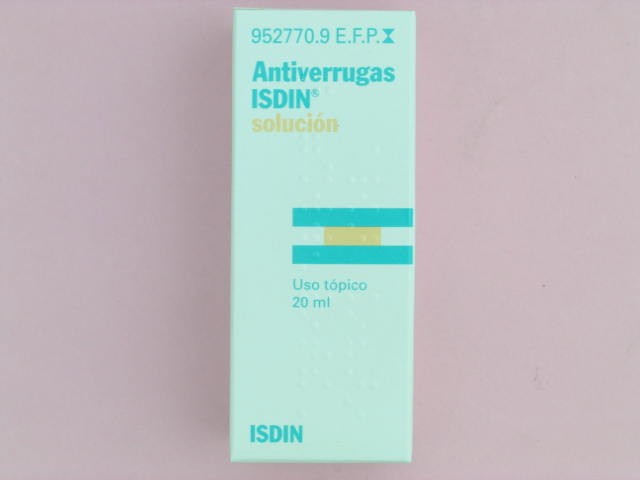 952770.9 E.F.P.
Antiverrugas
ISDIN®
solución
Uso tópico
20 ml
ISDIN